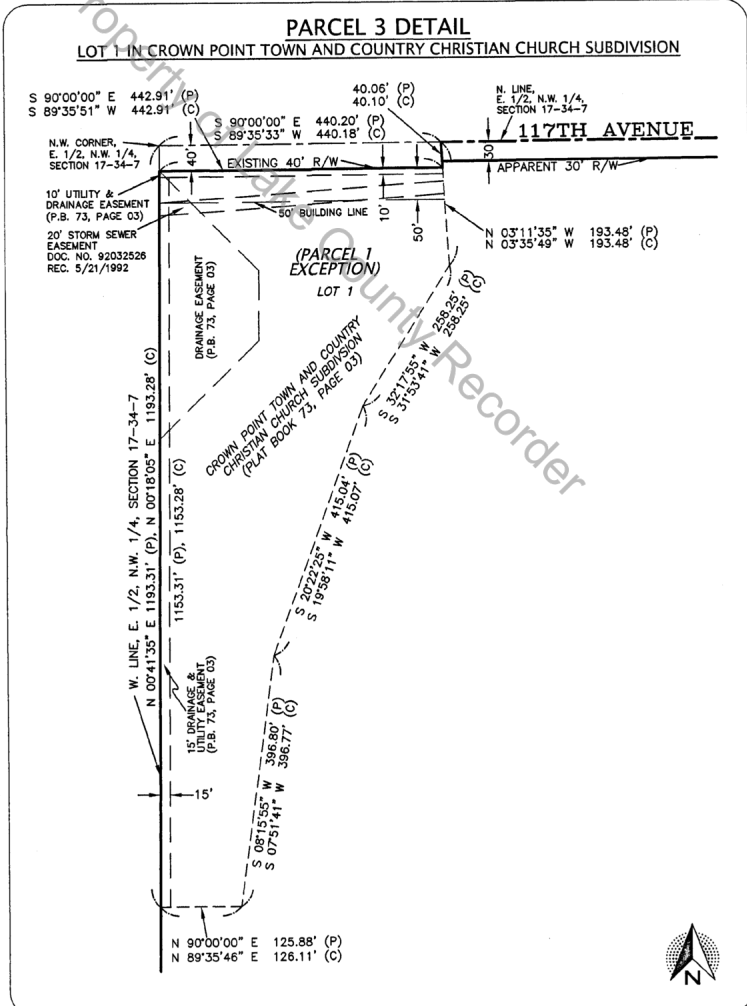 PARCEL 3 DETAIL
LOT 1 IN CROWN POINT TOWN AND COUNTRY CHRISTIAN CHURCH SUBDIVISION
S 90°00'00" E 442.91' (P)
S 89°35'51" W 442.91' (C)
S 90°00'00" E 440.20' (P)
S 89°35'33" W 440.18' (C)
40.06' (P)
40.10' (C)
N. LINE,
E. 1/2, N.W. 1/4,
SECTION 17-34-7
117TH AVENUE
N.W. CORNER,
E. 1/2, N.W. 1/4,
SECTION 17-34-7
40'
EXISTING 40' R/W
30'
APPARENT 30' R/W
10' UTILITY &
DRAINAGE EASEMENT
(P.B. 73, PAGE 03)
20' STORM SEWER
EASEMENT
DOC. NO. 92032526
REC. 5/21/1992
50' BUILDING LINE
10'
50'
N 03°11'35" W 193.48' (P)
N 03°35'49" W 193.48' (C)
(PARCEL 1
EXCEPTION)
LOT 1
DRAINAGE EASEMENT
(P.B. 73, PAGE 03)
CROWN POINT TOWN AND COUNTRY
CHRISTIAN CHURCH SUBDIVSION
(PLAT BOOK 73, PAGE 03)
S 32°17'55" W 258.25' (P)
S 31°53'41" W 258.25' (C)
W. LINE, E. 1/2, N.W. 1/4, SECTION 17-34-7
N 00°41'35" E 1193.31' (P), N 00°18'05" E 1193.28' (C)
1153.31' (P), 1153.28' (C)
S 20°22'25" W 415.04' (P)
S 19°58'11" W 415.07' (C)
15' DRAINAGE &
UTILITY EASEMENT
(P.B. 73, PAGE 03)
S 08°15'55" W 396.80' (P)
S 07°51'41" W 396.77' (C)
15'
N 90°00'00" E 125.88' (P)
N 89°35'46" E 126.11' (C)
N
Property of Lake County Recorder